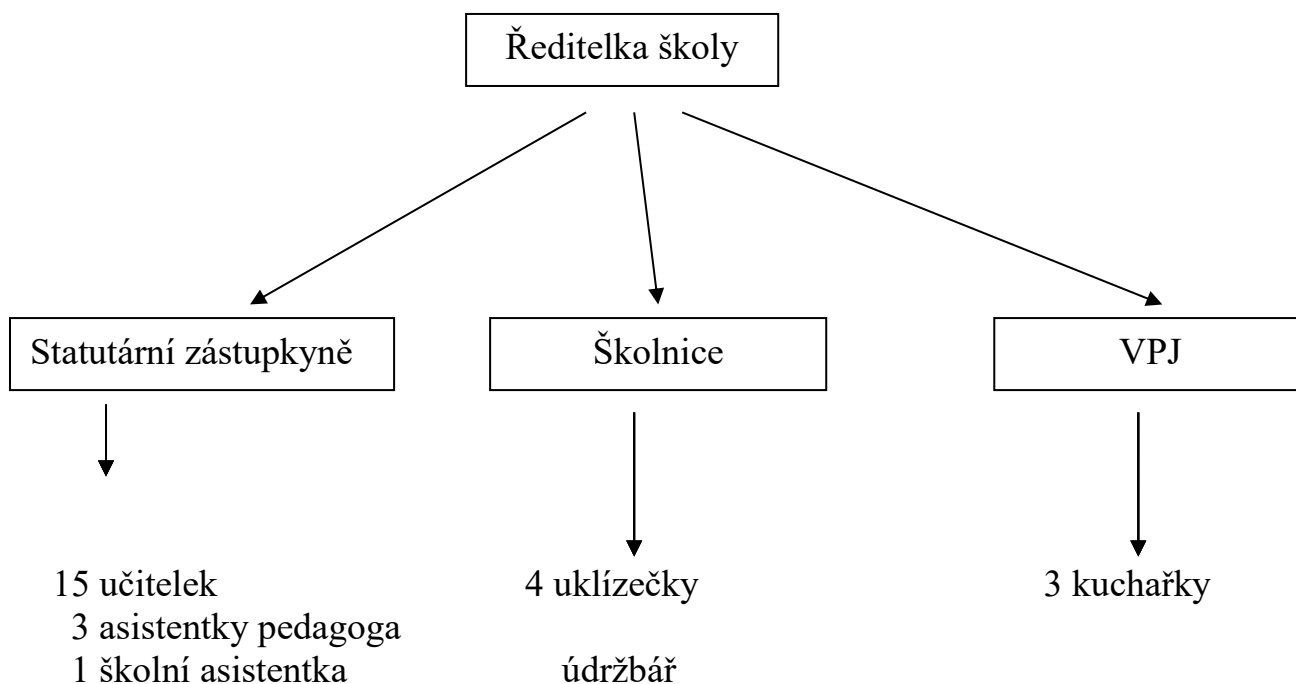 Ředitelka školy
Statutární zástupkyně
Školnice
VPJ
15 učitelek
3 asistentky pedagoga
1 školní asistentka
4 uklízečky
údržbář
3 kuchařky